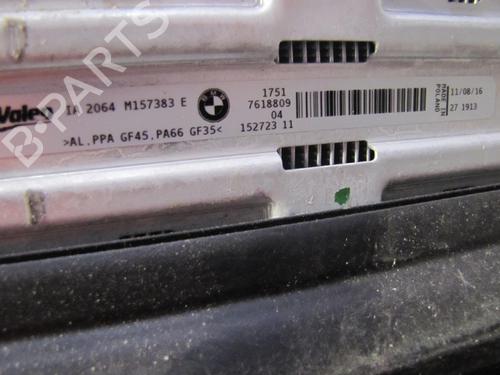 Valeo
IA 2064 M157383 E
>AL.PPA GF45.PA66 GF35<
1751
7618809
04
152723 11
MADE IN
POLAND
11/08/16
27 1913
B-PARTS